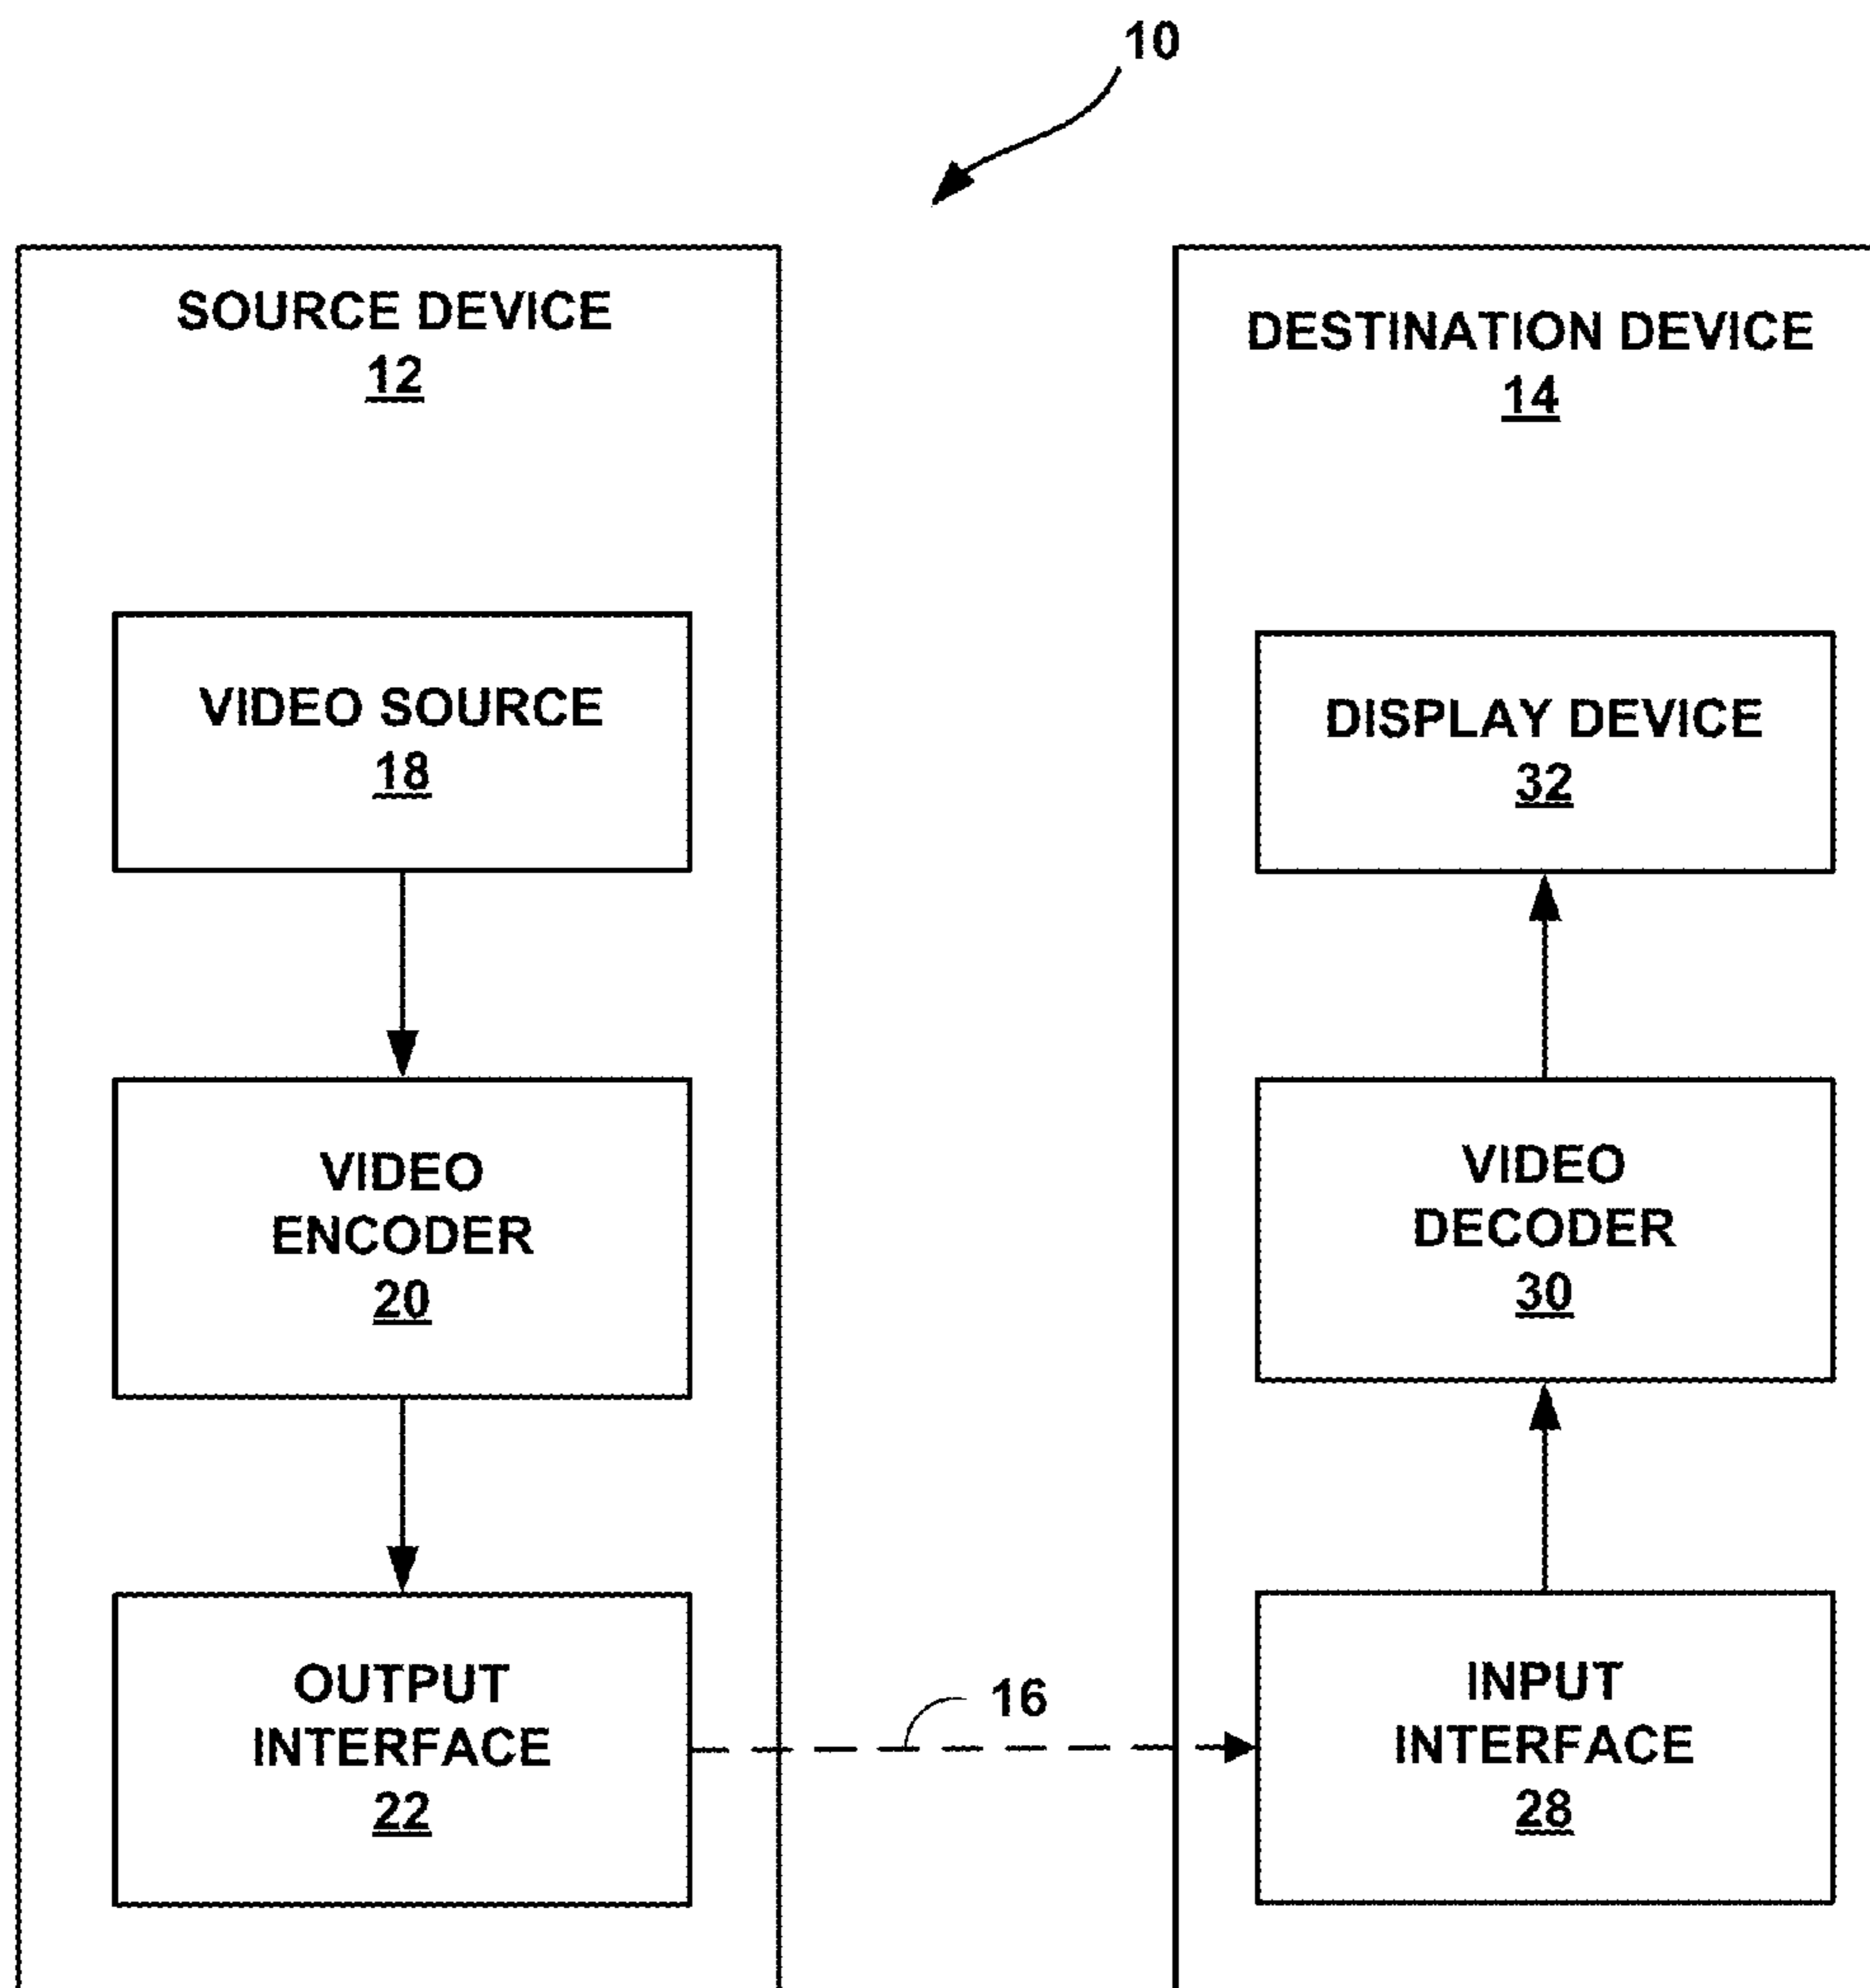 10
SOURCE DEVICE
12
VIDEO SOURCE
18
VIDEO
ENCODER
20
OUTPUT
INTERFACE
22
16
DESTINATION DEVICE
14
DISPLAY DEVICE
32
VIDEO
DECODER
30
INPUT
INTERFACE
28